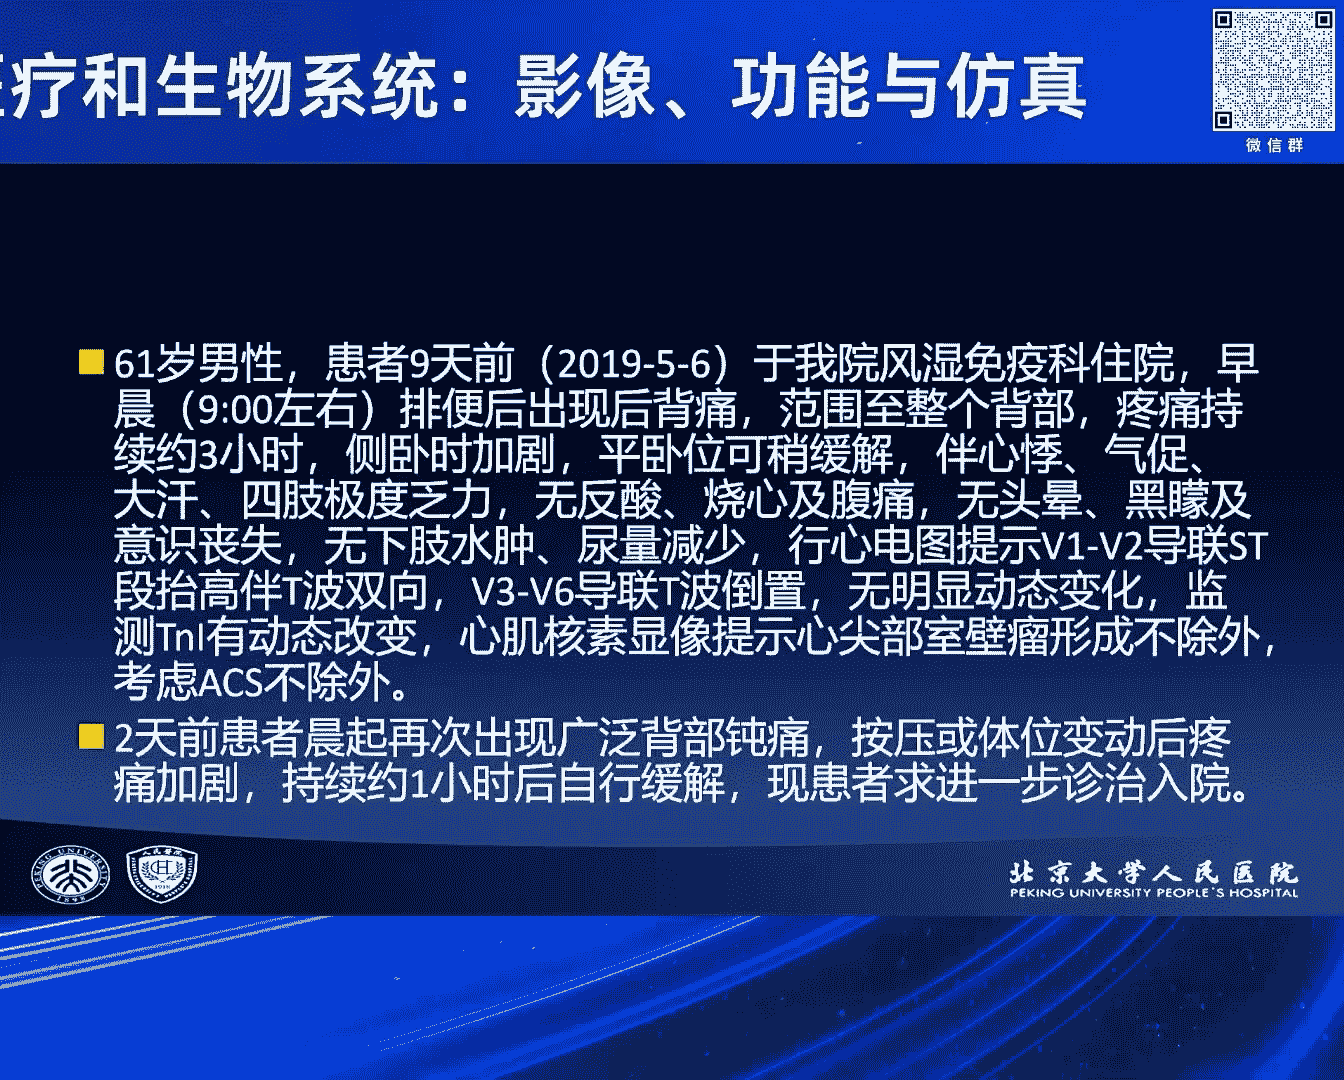 疗和生物系统：影像、功能与仿真
微信群
61岁男性，患者9天前（2019-5-6）于我院风湿免疫科住院，早
晨（9:00左右）排便后出现后背痛，范围至整个背部，疼痛持
续约3小时，侧卧时加剧，平卧位可稍缓解，伴心悸、气促、
大汗、四肢极度乏力，无反酸、烧心及腹痛，无头晕、黑矇及
意识丧失，无下肢水肿、尿量减少，行心电图提示V1-V2导联ST
段抬高伴T波双向，V3-V6导联T波倒置，无明显动态变化，监
测TnI有动态改变，心肌核素显像提示心尖部室壁瘤形成不除外，
考虑ACS不除外。
2天前患者晨起再次出现广泛背部钝痛，按压或体位变动后疼
痛加剧，持续约1小时后自行缓解，现患者求进一步诊治入院。
PEKING UNIVERSITY
1898
人民医院
1918
北京大学人民医院
PEKING UNIVERSITY PEOPLE'S HOSPITAL